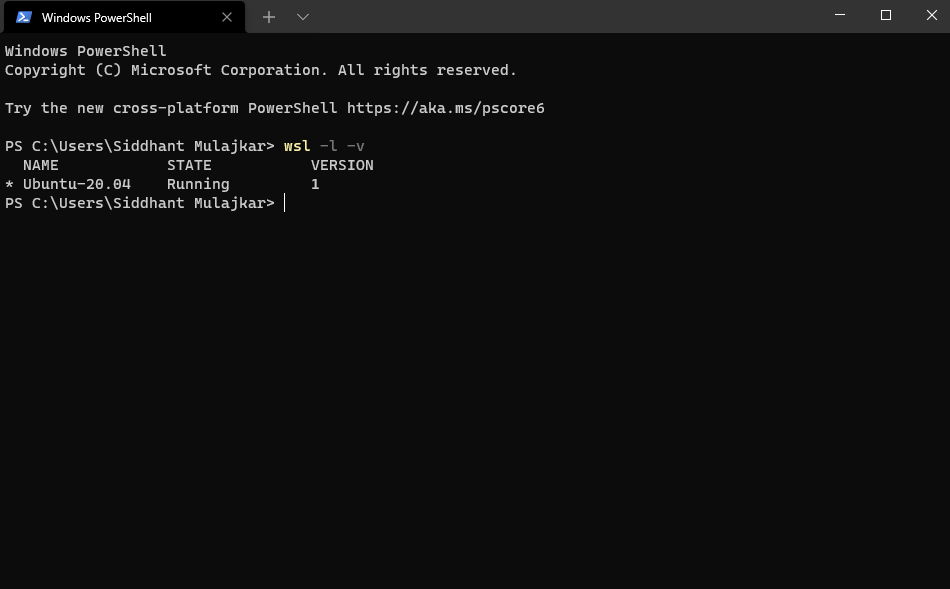 Windows PowerShell
Windows PowerShell
Copyright (C) Microsoft Corporation. All rights reserved.
Try the new cross-platform PowerShell https://aka.ms/pscore6
PS C:\Users\Siddhant Mulajkar> wsl -l -v
  NAME            STATE           VERSION
* Ubuntu-20.04    Running         1
PS C:\Users\Siddhant Mulajkar>